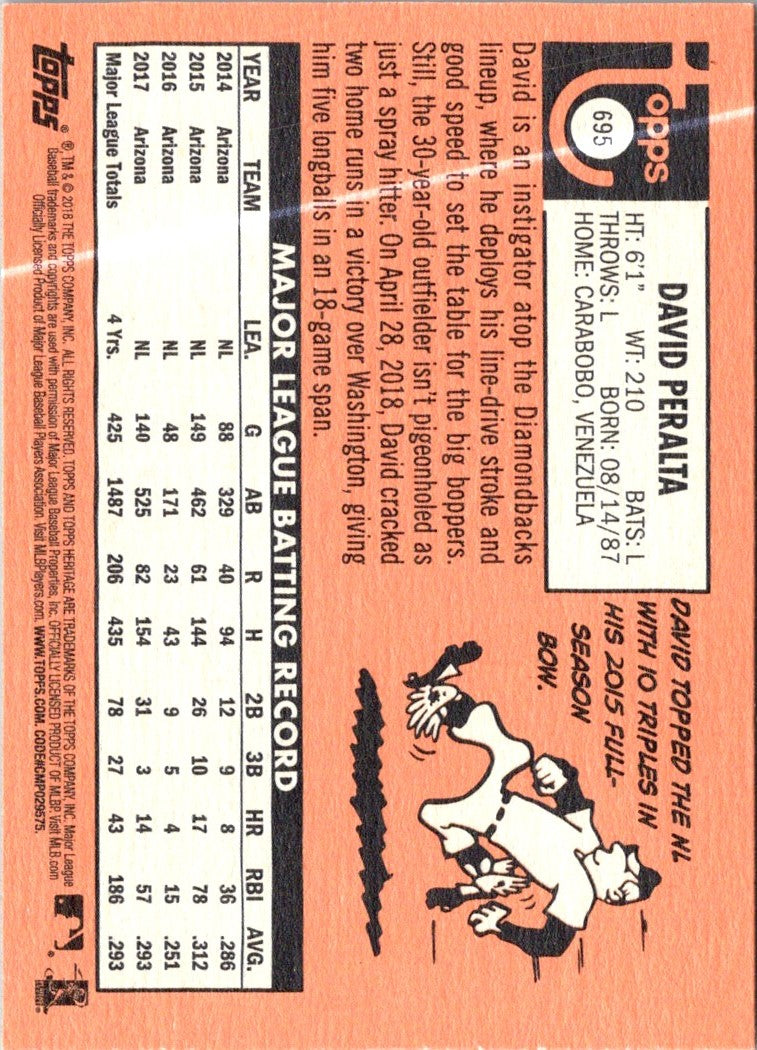 topps
695
DAVID PERALTA
HT: 6'1" WT: 210 BATS: L
THROWS: L BORN: 08/14/87
HOME: CARABOBO, VENEZUELA
David is an instigator atop the Diamondbacks
lineup, where he deploys his line-drive stroke and
good speed to set the table for the big boppers.
Still, the 30-year-old outfielder isn't pigeonholed as
just a spray hitter. On April 28, 2018, David cracked
two home runs in a victory over Washington, giving
him five longballs in an 18-game span.
DAVID TOPPED THE NL
WITH 10 TRIPLES IN
HIS 2015 FULL-
SEASON
BOW.
MAJOR LEAGUE BATTING RECORD
YEAR TEAM LEA. G AB R H 2B 3B HR RBI AVG.
2014 Arizona NL 88 329 40 94 12 9 8 36 .286
2015 Arizona NL 149 462 61 144 26 10 17 78 .312
2016 Arizona NL 48 171 23 43 9 5 4 15 .251
2017 Arizona NL 140 525 82 154 31 3 14 57 .293
Major League Totals 4 Yrs. 425 1487 206 435 78 27 43 186 .293
topps®
® TM & © 2018 THE TOPPS COMPANY, INC. ALL RIGHTS RESERVED. TOPPS AND TOPPS HERITAGE ARE TRADEMARKS OF THE TOPPS COMPANY, INC. Major League
Baseball trademarks and copyrights are used with permission of Major League Baseball Properties, Inc. OFFICIALLY LICENSED PRODUCT OF MLBP. Visit MLB.com
Officially Licensed Product of Major League Baseball Players Association. Visit MLBPlayers.com. WWW.TOPPS.COM. CODE#CMP029575.